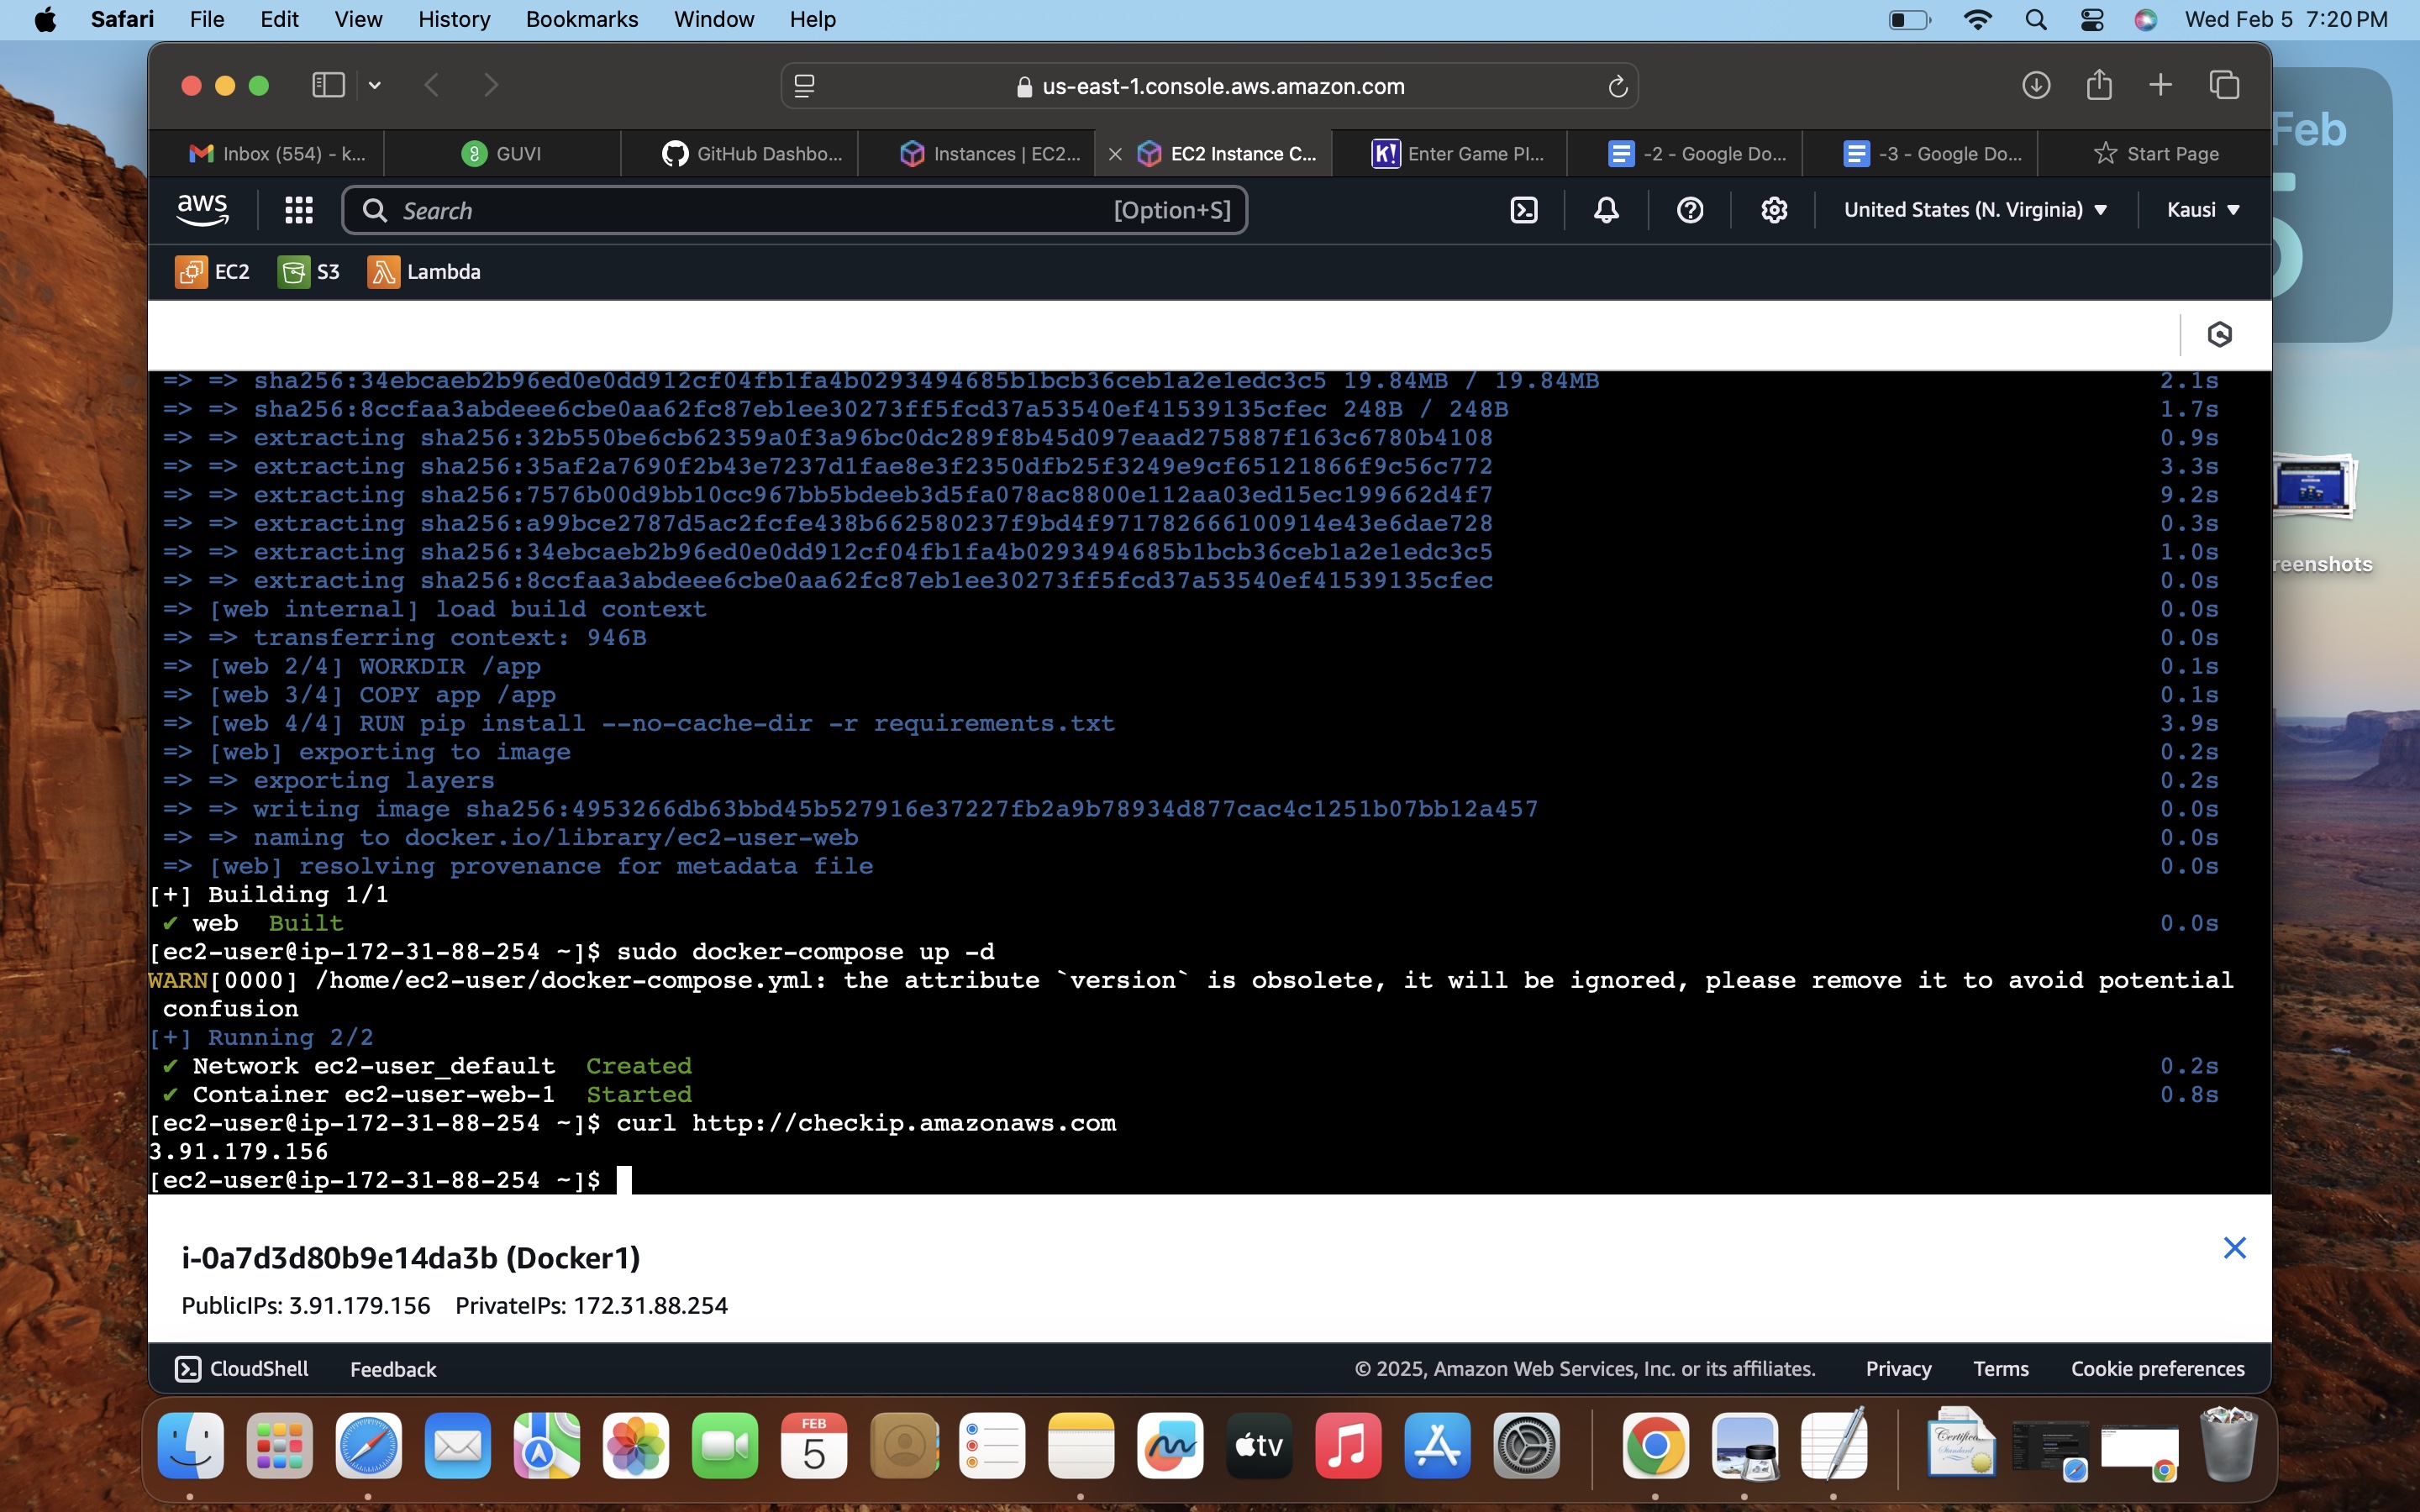 Safari File Edit View History Bookmarks Window Help Wed Feb 5 7:20 PM
us-east-1.console.aws.amazon.com
Inbox (554) - k... GUVI GitHub Dashbo... Instances | EC2... EC2 Instance C... K! Enter Game Pl... -2 - Google Do... -3 - Google Do... Start Page
Feb
5
aws Search [Option+S] United States (N. Virginia) Kausi
EC2 S3 Lambda
=> => sha256:34ebcaeb2b96ed0e0dd912cf04fb1fa4b0293494685b1bcb36ceb1a2e1edc3c5 19.84MB / 19.84MB 2.1s
=> => sha256:8ccfaa3abdeee6cbe0aa62fc87eb1ee30273ff5fcd37a53540ef41539135cfec 248B / 248B 1.7s
=> => extracting sha256:32b550be6cb62359a0f3a96bc0dc289f8b45d097eaad275887f163c6780b4108 0.9s
=> => extracting sha256:35af2a7690f2b43e7237d1fae8e3f2350dfb25f3249e9cf65121866f9c56c772 3.3s
=> => extracting sha256:7576b00d9bb10cc967bb5bdeeb3d5fa078ac8800e112aa03ed15ec199662d4f7 9.2s
=> => extracting sha256:a99bce2787d5ac2fcfe438b662580237f9bd4f971782666100914e43e6dae728 0.3s
=> => extracting sha256:34ebcaeb2b96ed0e0dd912cf04fb1fa4b0293494685b1bcb36ceb1a2e1edc3c5 1.0s
=> => extracting sha256:8ccfaa3abdeee6cbe0aa62fc87eb1ee30273ff5fcd37a53540ef41539135cfec 0.0s
=> [web internal] load build context 0.0s
=> => transferring context: 946B 0.0s
=> [web 2/4] WORKDIR /app 0.1s
=> [web 3/4] COPY app /app 0.1s
=> [web 4/4] RUN pip install --no-cache-dir -r requirements.txt 3.9s
=> [web] exporting to image 0.2s
=> => exporting layers 0.2s
=> => writing image sha256:4953266db63bbd45b527916e37227fb2a9b78934d877cac4c1251b07bb12a457 0.0s
=> => naming to docker.io/library/ec2-user-web 0.0s
=> [web] resolving provenance for metadata file 0.0s
[+] Building 1/1
✔ web Built 0.0s
[ec2-user@ip-172-31-88-254 ~]$ sudo docker-compose up -d
WARN[0000] /home/ec2-user/docker-compose.yml: the attribute `version` is obsolete, it will be ignored, please remove it to avoid potential
confusion
[+] Running 2/2
✔ Network ec2-user_default Created 0.2s
✔ Container ec2-user-web-1 Started 0.8s
[ec2-user@ip-172-31-88-254 ~]$ curl http://checkip.amazonaws.com
3.91.179.156
[ec2-user@ip-172-31-88-254 ~]$
reenshots
i-0a7d3d80b9e14da3b (Docker1)
PublicIPs: 3.91.179.156 PrivateIPs: 172.31.88.254
CloudShell Feedback © 2025, Amazon Web Services, Inc. or its affiliates. Privacy Terms Cookie preferences
FEB
5
tv